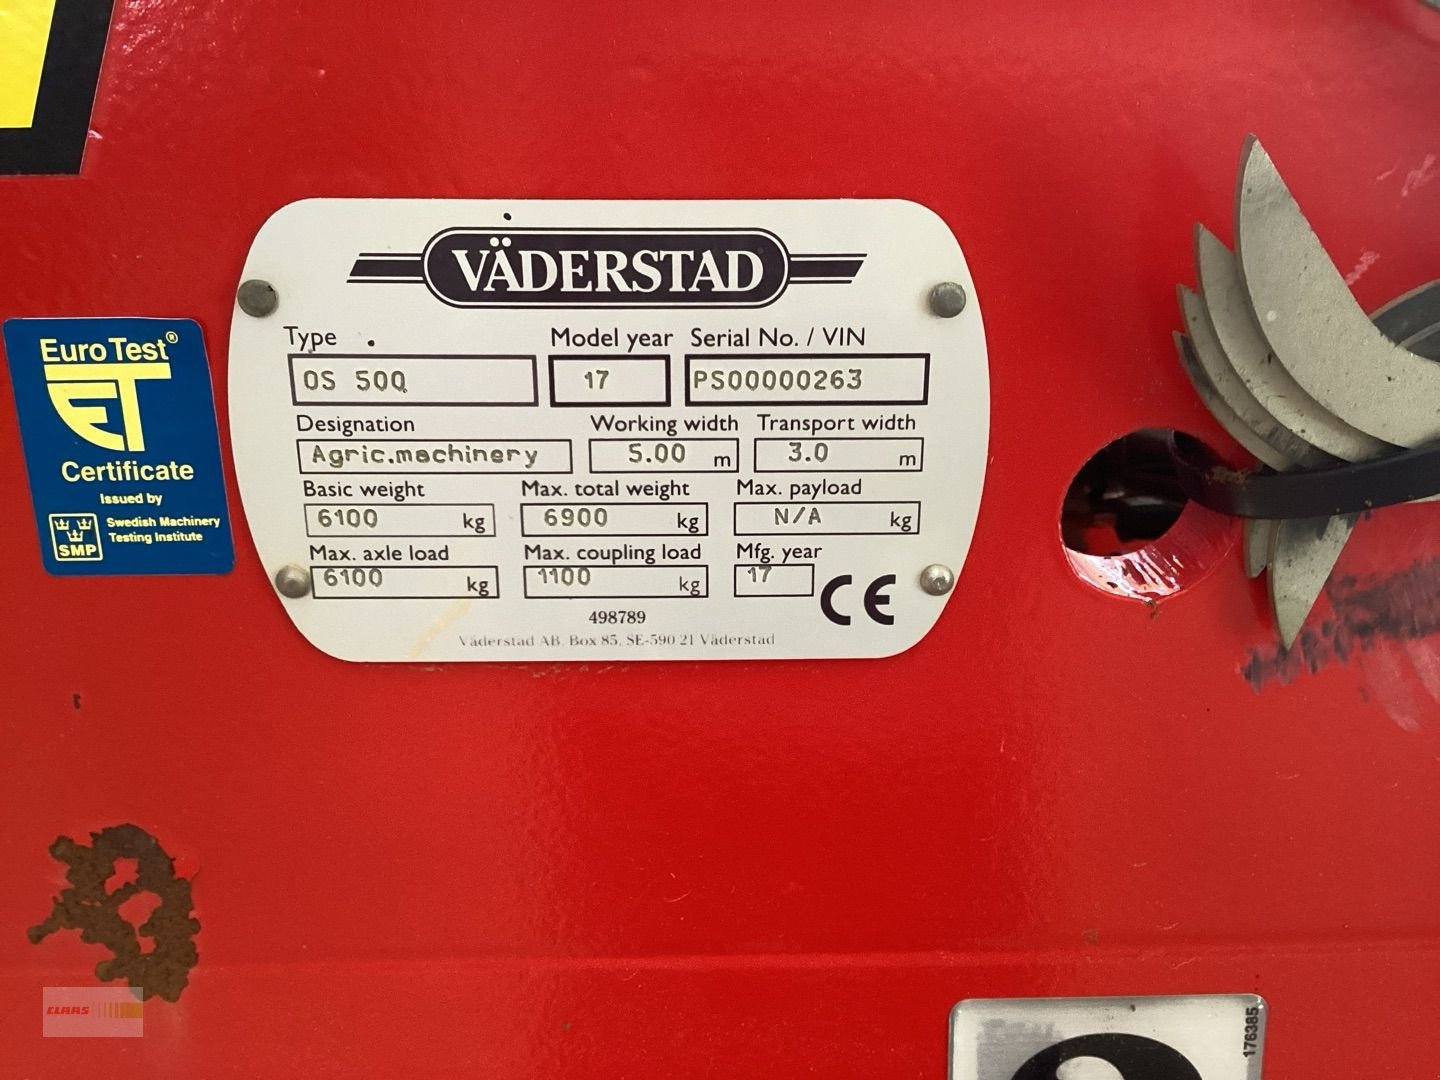 VÄDERSTAD
Type Model year Serial No. / VIN
OS 500 17 PS00000263
Designation Working width Transport width
Agric.machinery 5.00 m 3.0 m
Basic weight Max. total weight Max. payload
6100 kg 6900 kg N/A kg
Max. axle load Max. coupling load Mfg. year
6100 kg 1100 kg 17 CE
498789
Väderstad AB, Box 85, SE-590 21 Väderstad
Euro Test®
ET
Certificate
Issued by
Swedish Machinery
Testing Institute
SMP
CLAAS
176385